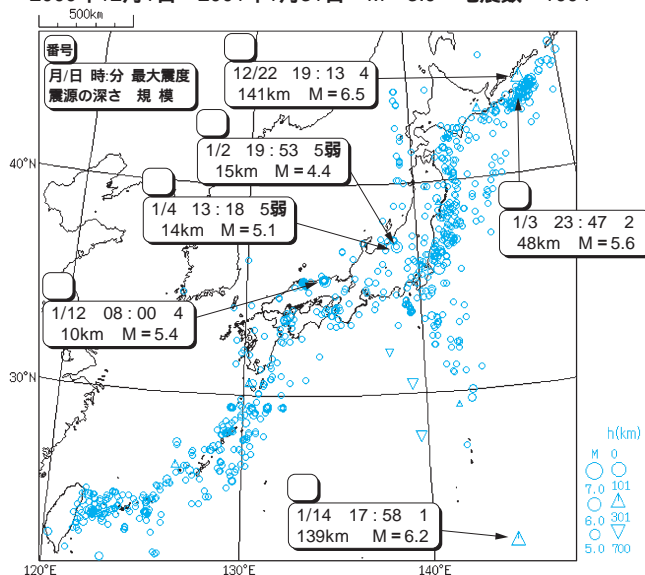 500km
番号
月/日 時:分 最大震度
震源の深さ 規 模
12/22 19:13 4
141km M=6.5
1/2 19:53 5弱
15km M=4.4
1/4 13:18 5弱
14km M=5.1
1/3 23:47 2
48km M=5.6
1/12 08:00 4
10km M=5.4
1/14 17:58 1
139km M=6.2
40°N
30°N
120°E
130°E
140°E
h(km)
M 0
7.0 101
6.0 301
5.0 700